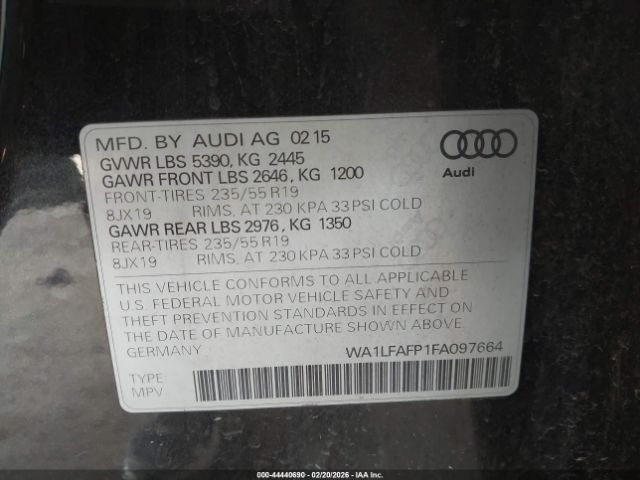 MFD. BY AUDI AG 02 15
GVWR LBS 5390, KG 2445
GAWR FRONT LBS 2646, KG 1200
FRONT-TIRES 235/55 R19
8JX19 RIMS, AT 230 KPA 33 PSI COLD
GAWR REAR LBS 2976, KG 1350
REAR-TIRES 235/55 R19
8JX19 RIMS, AT 230 KPA 33 PSI COLD
Audi
THIS VEHICLE CONFORMS TO ALL APPLICABLE
U.S. FEDERAL MOTOR VEHICLE SAFETY AND
THEFT PREVENTION STANDARDS IN EFFECT ON
THE DATE OF MANUFACTURE SHOWN ABOVE.
GERMANY
WA1LFAFP1FA097664
TYPE
MPV
000-44440690 - 02/20/2026 - IAA Inc.